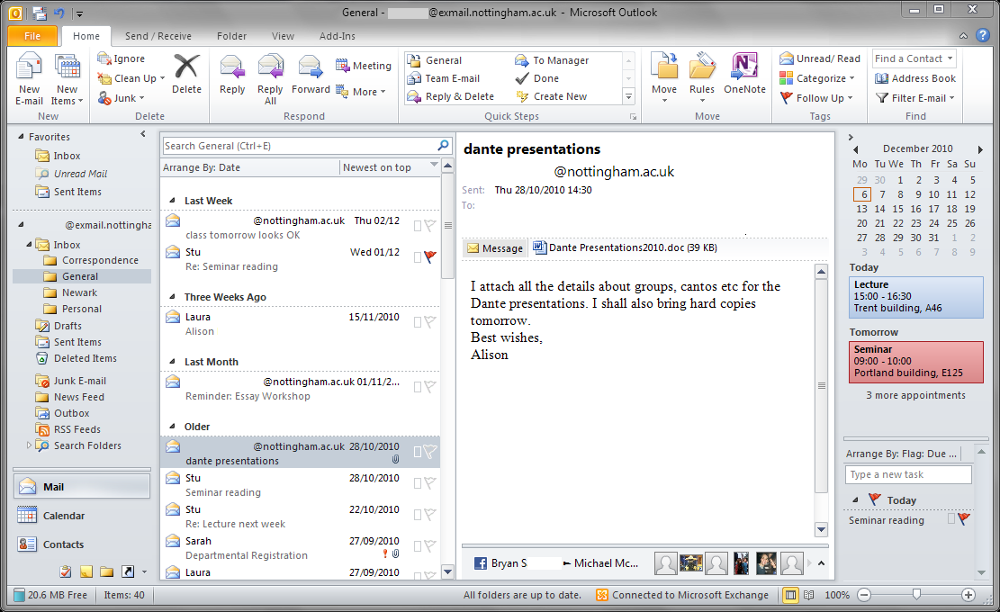 General - @exmail.nottingham.ac.uk - Microsoft Outlook
File Home Send / Receive Folder View Add-Ins
New E-mail
New Items
New
Ignore
Clean Up
Junk
Delete
Delete
Reply
Reply All
Forward
Meeting
More
Respond
General
Team E-mail
Reply & Delete
To Manager
Done
Create New
Quick Steps
Move
Rules
OneNote
Move
Unread/ Read
Categorize
Follow Up
Tags
Find a Contact
Address Book
Filter E-mail
Find
Favorites
Inbox
Unread Mail
Sent Items
@exmail.nottingha
Inbox
Correspondence
General
Newark
Personal
Drafts
Sent Items
Deleted Items
Junk E-mail
News Feed
Outbox
RSS Feeds
Search Folders
Mail
Calendar
Contacts
Search General (Ctrl+E)
Arrange By: Date Newest on top
Last Week
@nottingham.ac.uk Thu 02/12
class tomorrow looks OK
Stu Wed 01/12
Re: Seminar reading
Three Weeks Ago
Laura 15/11/2010
Alison
Last Month
@nottingham.ac.uk 01/11/2...
Reminder: Essay Workshop
Older
@nottingham.ac.uk 28/10/2010
dante presentations
Stu 28/10/2010
Seminar reading
Stu 22/10/2010
Re: Lecture next week
Sarah 27/09/2010
Departmental Registration
Laura 27/09/2010
dante presentations
@nottingham.ac.uk
Sent: Thu 28/10/2010 14:30
To:
Message Dante Presentations2010.doc (39 KB)
I attach all the details about groups, cantos etc for the
Dante presentations. I shall also bring hard copies
tomorrow.
Best wishes,
Alison
Bryan S Michael Mc...
December 2010
Mo Tu We Th Fr Sa Su
29 30 1 2 3 4 5
6 7 8 9 10 11 12
13 14 15 16 17 18 19
20 21 22 23 24 25 26
27 28 29 30 31 1 2
3 4 5 6 7 8 9
Today
Lecture
15:00 - 16:30
Trent building, A46
Tomorrow
Seminar
09:00 - 10:00
Portland building, E125
3 more appointments
Arrange By: Flag: Due ...
Type a new task
Today
Seminar reading
20.6 MB Free Items: 40 All folders are up to date. Connected to Microsoft Exchange 100%